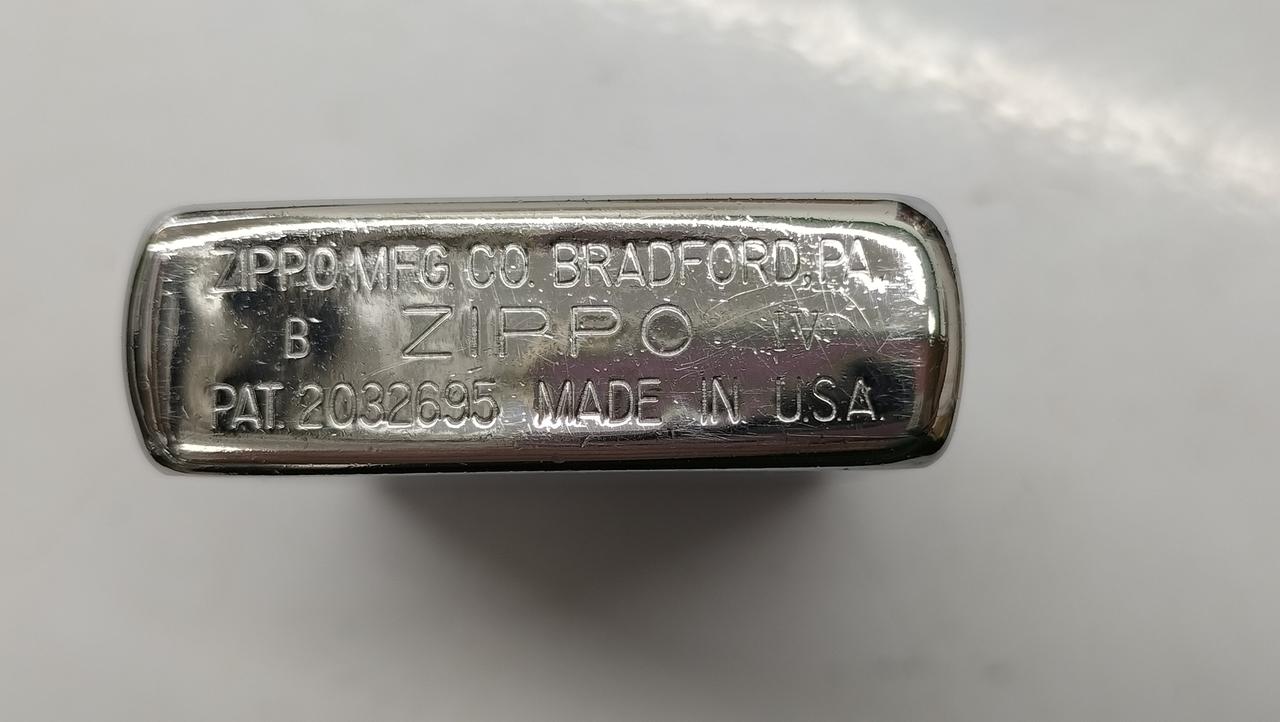 ZIPPO MFG. CO. BRADFORD, PA.
B ZIPPO IV
PAT. 2032695 MADE IN U.S.A.